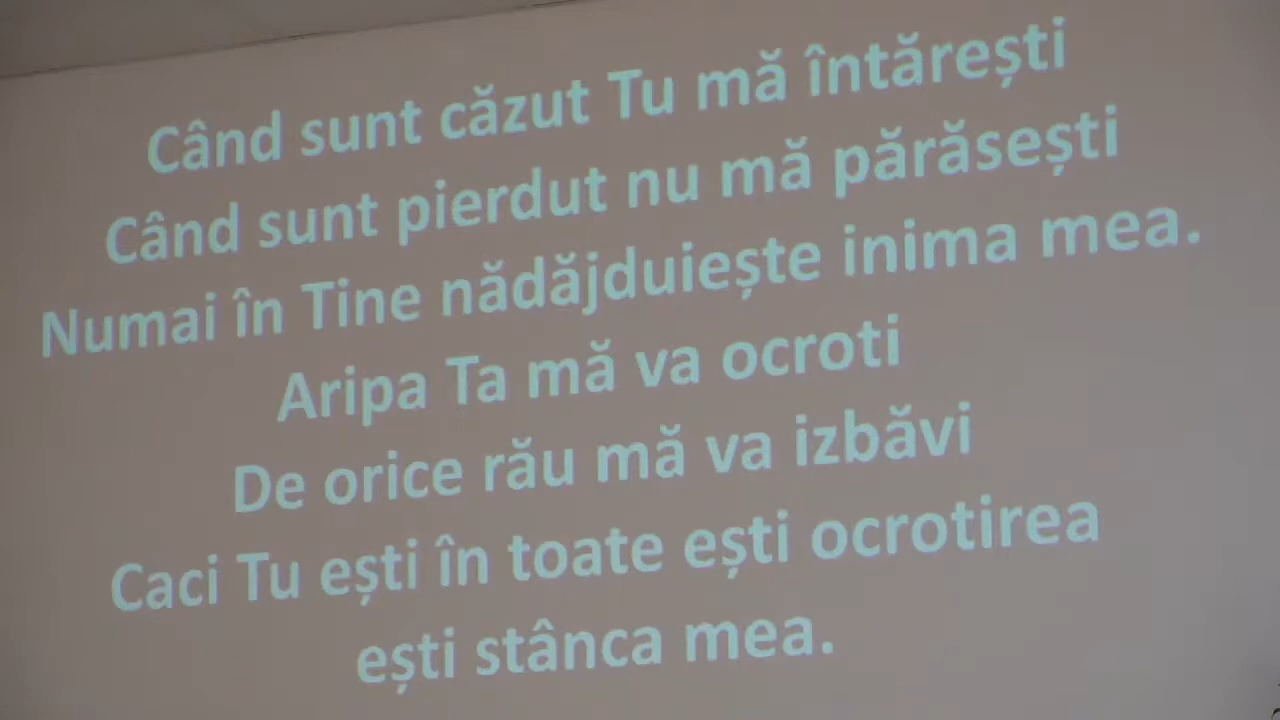 Când sunt căzut Tu mă întărești
Când sunt pierdut nu mă părăsești
Numai în Tine nădăjduiește inima mea.
Aripa Ta mă va ocroti
De orice rău mă va izbăvi
Caci Tu ești în toate ești ocrotirea
ești stânca mea.